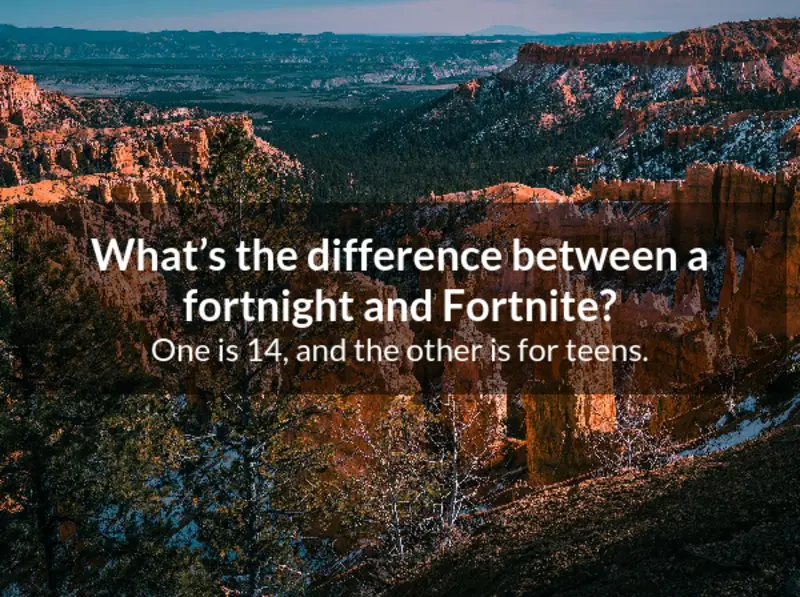 What’s the difference between a
fortnight and Fortnite?
One is 14, and the other is for teens.